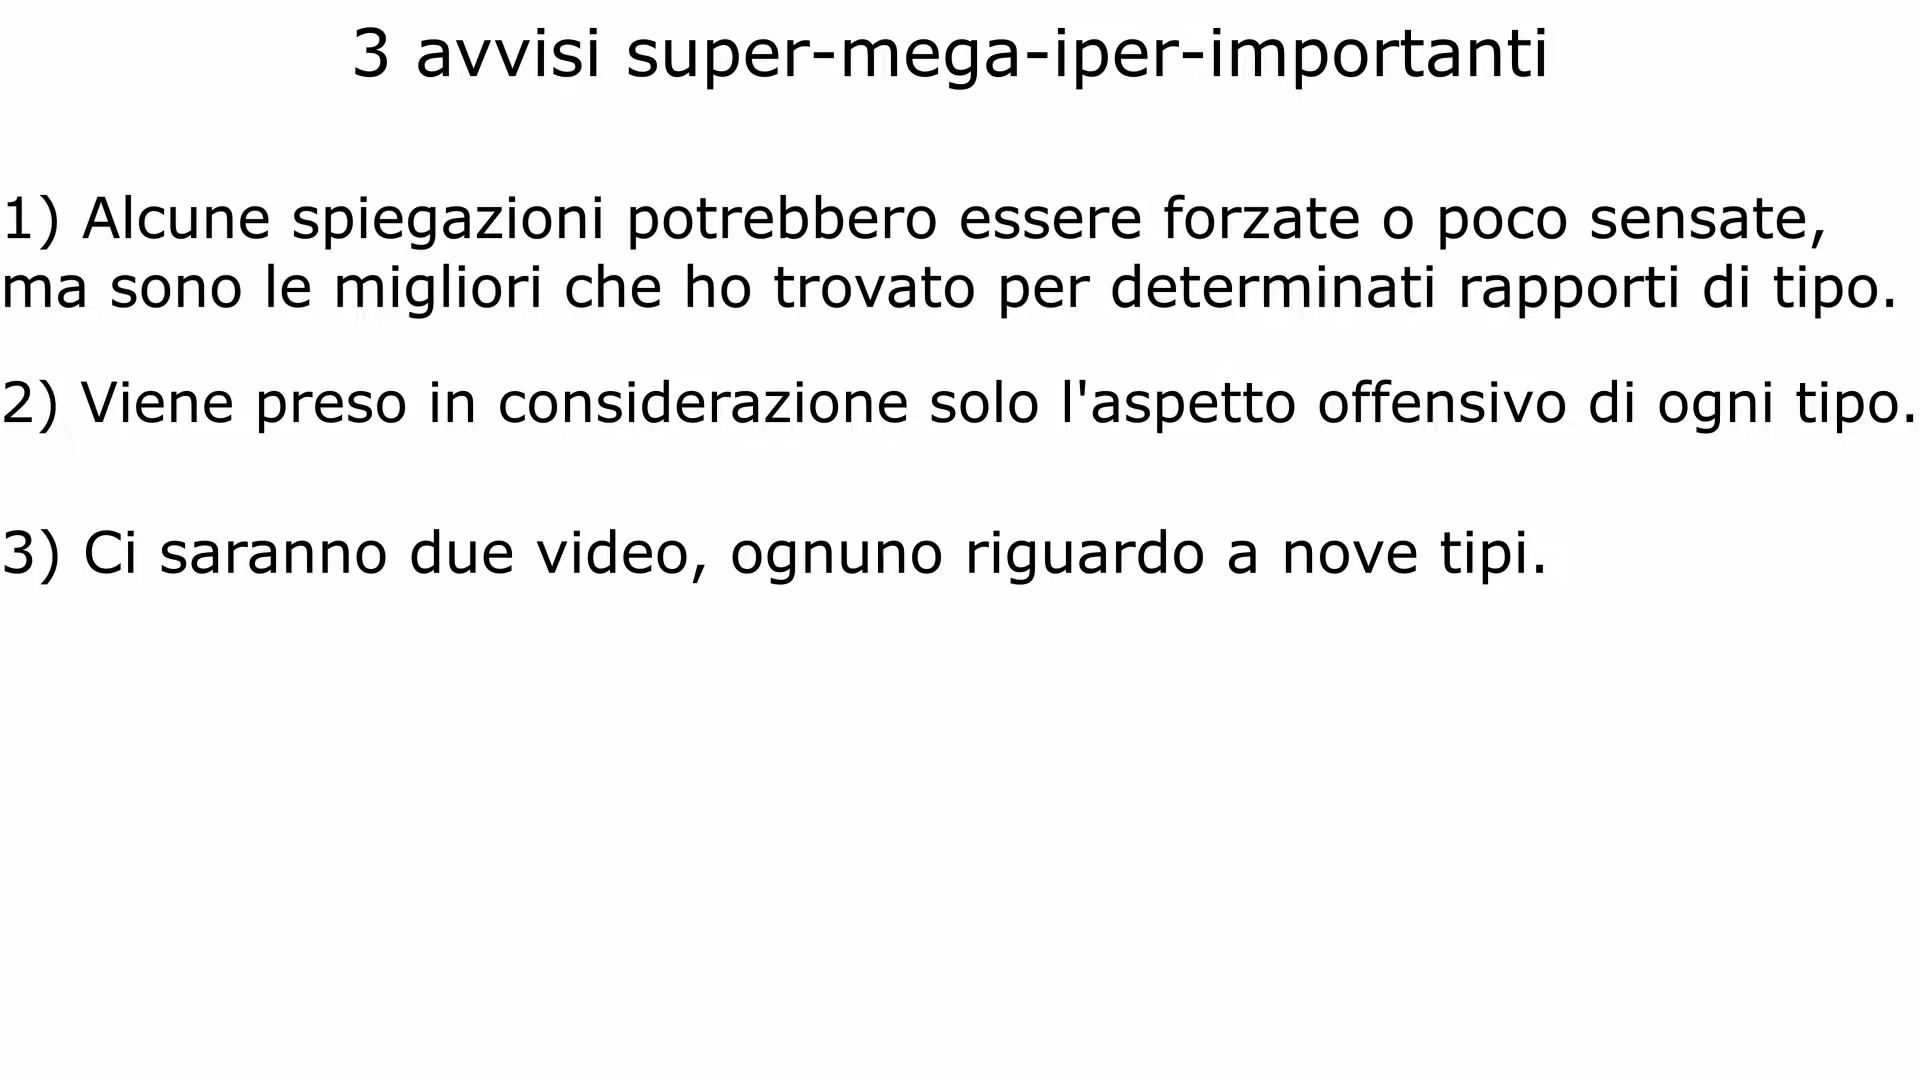 3 avvisi super-mega-iper-importanti
1) Alcune spiegazioni potrebbero essere forzate o poco sensate,
ma sono le migliori che ho trovato per determinati rapporti di tipo.
2) Viene preso in considerazione solo l'aspetto offensivo di ogni tipo.
3) Ci saranno due video, ognuno riguardo a nove tipi.